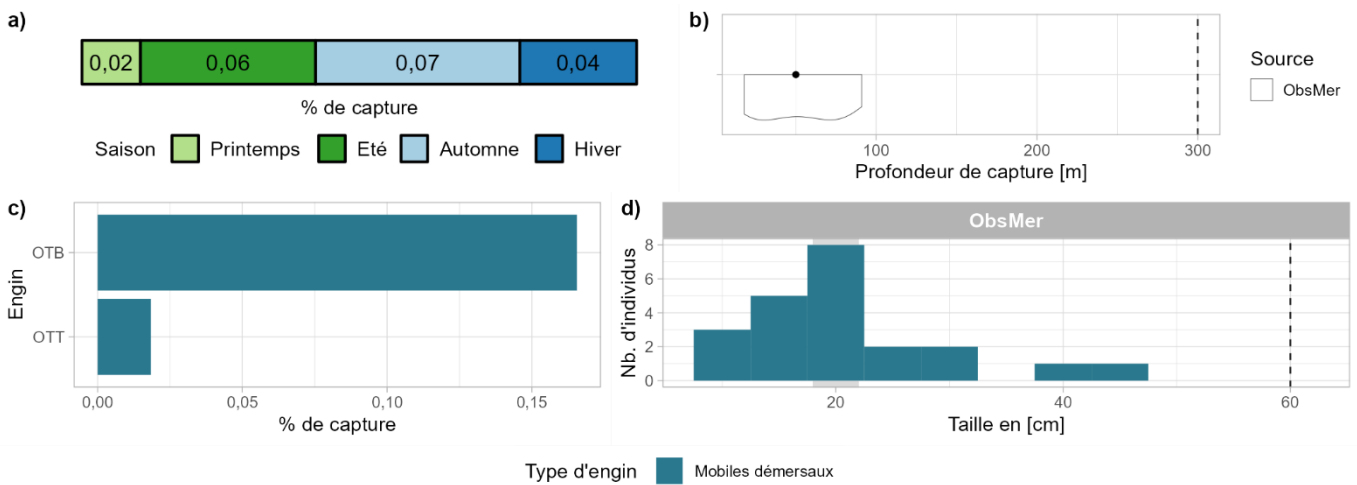 a)
0,02 0,06 0,07 0,04
% de capture
Saison Printemps Eté Automne Hiver
b)
100 200 300
Profondeur de capture [m]
Source
ObsMer
c)
Engin
OTB
OTT
0,00 0,05 0,10 0,15
% de capture
d)
ObsMer
Nb. d'individus
8
6
4
2
0
20 40 60
Taille en [cm]
Type d'engin Mobiles démersaux